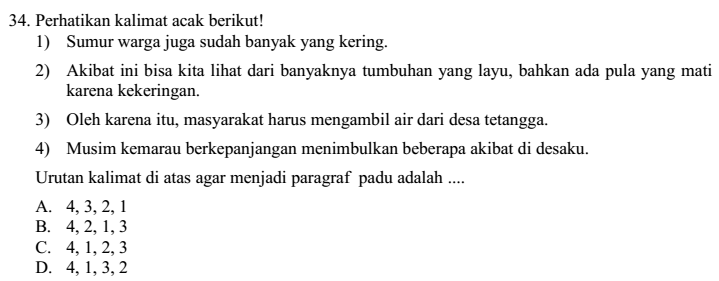 34. Perhatikan kalimat acak berikut!
1) Sumur warga juga sudah banyak yang kering.
2) Akibat ini bisa kita lihat dari banyaknya tumbuhan yang layu, bahkan ada pula yang mati
karena kekeringan.
3) Oleh karena itu, masyarakat harus mengambil air dari desa tetangga.
4) Musim kemarau berkepanjangan menimbulkan beberapa akibat di desaku.
Urutan kalimat di atas agar menjadi paragraf padu adalah ....
A. 4, 3, 2, 1
B. 4, 2, 1, 3
C. 4, 1, 2, 3
D. 4, 1, 3, 2